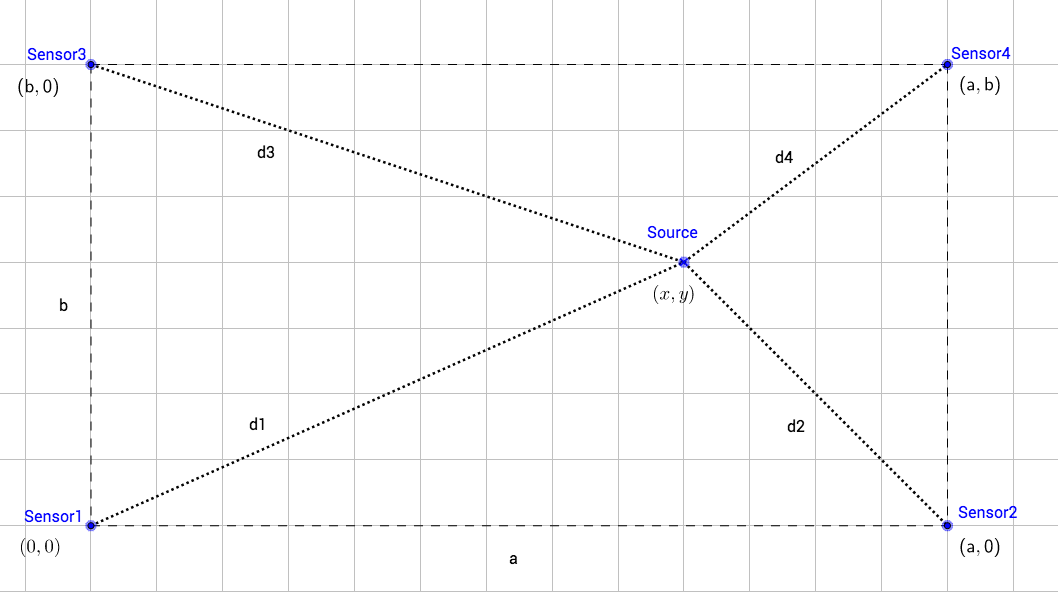 Sensor3
(b, 0)
Sensor4
(a, b)
d3
d4
Source
(x, y)
b
d1
d2
Sensor1
(0, 0)
Sensor2
(a, 0)
a